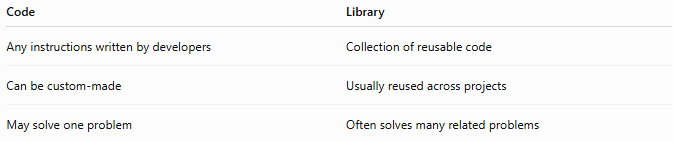 Code Library
Any instructions written by developers Collection of reusable code
Can be custom-made Usually reused across projects
May solve one problem Often solves many related problems